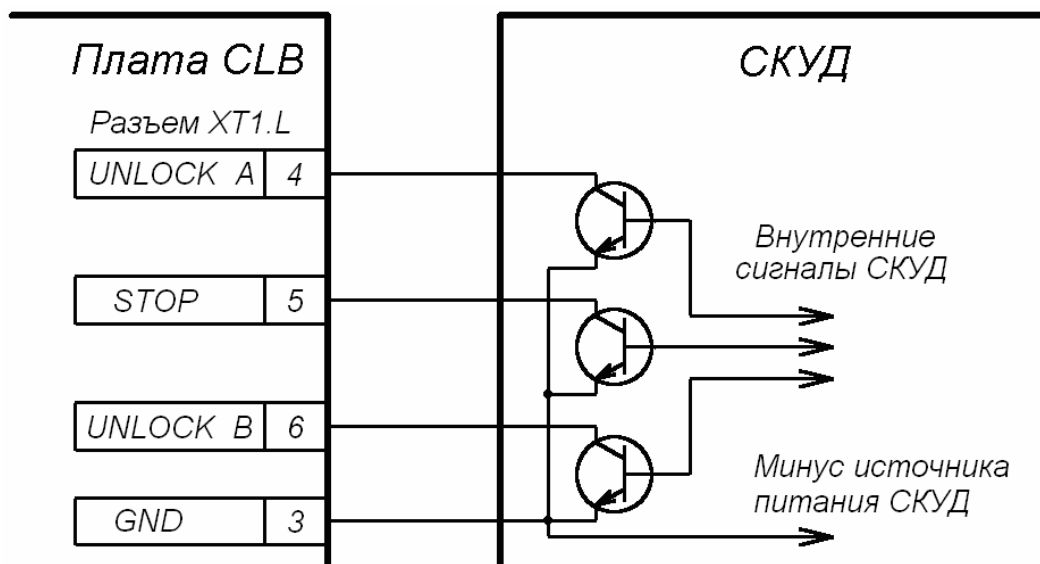 Плата CLB
СКУД
Разъем XT1.L
UNLOCK A 4
STOP 5
UNLOCK B 6
GND 3
Внутренние
сигналы СКУД
Минус источника
питания СКУД